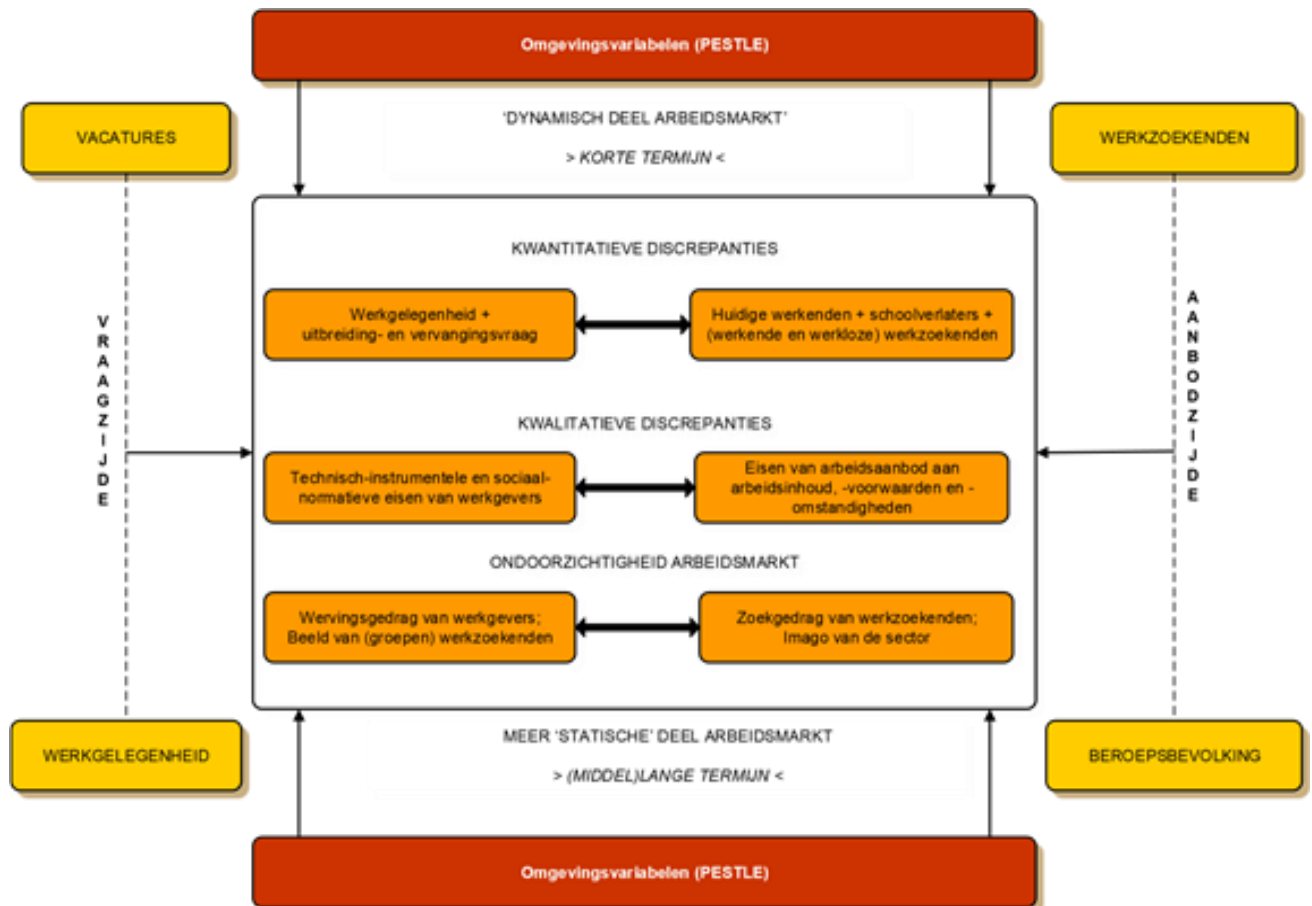 Omgevingsvariabelen (PESTLE)
'DYNAMISCH DEEL ARBEIDSMARKT'
> KORTE TERMIJN <
VACATURES
WERKZOEKENDEN
VRAAGZIJDE
AANBODZIJDE
KWANTITATIEVE DISCREPANTIES
Werkgelegenheid +
uitbreiding- en vervangingsvraag
Huidige werkenden + schoolverlaters +
(werkende en werkloze) werkzoekenden
KWALITATIEVE DISCREPANTIES
Technisch-instrumentele en sociaal-
normatieve eisen van werkgevers
Eisen van arbeidsaanbod aan
arbeidsinhoud, -voorwaarden en -
omstandigheden
ONDOORZICHTIGHEID ARBEIDSMARKT
Wervingsgedrag van werkgevers;
Beeld van (groepen) werkzoekenden
Zoekgedrag van werkzoekenden;
Imago van de sector
WERKGELEGENHEID
BEROEPSBEVOLKING
MEER 'STATISCHE' DEEL ARBEIDSMARKT
> (MIDDEL)LANGE TERMIJN <
Omgevingsvariabelen (PESTLE)